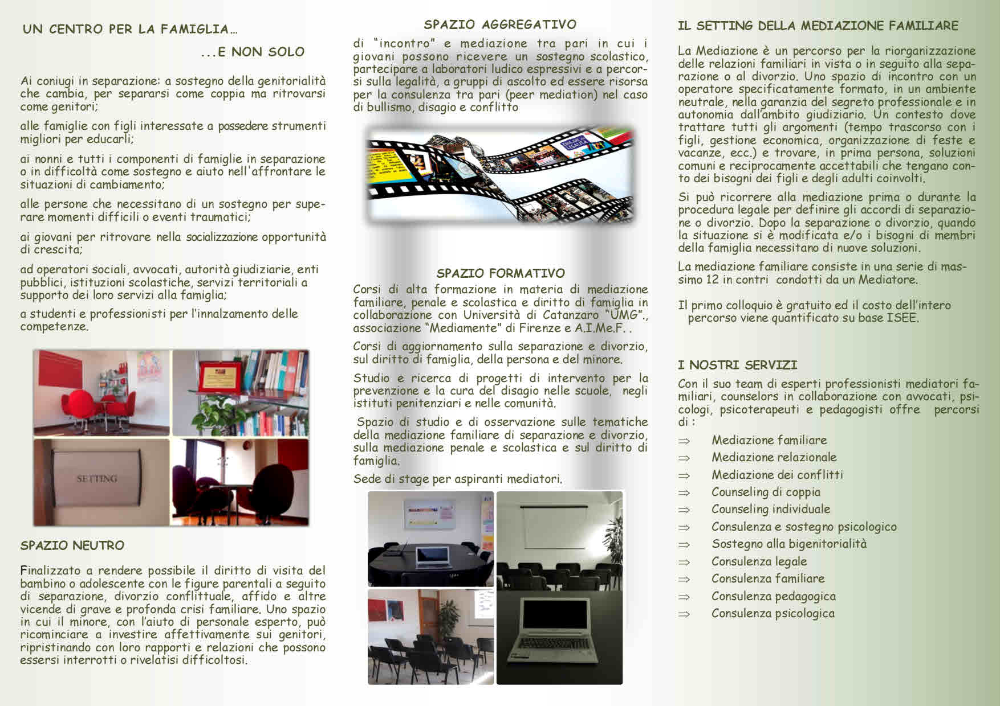 UN CENTRO PER LA FAMIGLIA…
...E NON SOLO
Ai coniugi in separazione: a sostegno della genitorialità
che cambia, per separarsi come coppia ma ritrovarsi
come genitori;
alle famiglie con figli interessate a possedere strumenti
migliori per educarli;
ai nonni e tutti i componenti di famiglie in separazione
o in difficoltà come sostegno e aiuto nell'affrontare le
situazioni di cambiamento;
alle persone che necessitano di un sostegno per supe-
rare momenti difficili o eventi traumatici;
ai giovani per ritrovare nella socializzazione opportunità
di crescita;
ad operatori sociali, avvocati, autorità giudiziarie, enti
pubblici, istituzioni scolastiche, servizi territoriali a
supporto dei loro servizi alla famiglia;
a studenti e professionisti per l’innalzamento delle
competenze.
SETTING
SPAZIO NEUTRO
Finalizzato a rendere possibile il diritto di visita del
bambino o adolescente con le figure parentali a seguito
di separazione, divorzio conflittuale, affido e altre
vicende di grave e profonda crisi familiare. Uno spazio
in cui il minore, con l’aiuto di personale esperto, può
ricominciare a investire affettivamente sui genitori,
ripristinando con loro rapporti e relazioni che possono
essersi interrotti o rivelatisi difficoltosi.
SPAZIO AGGREGATIVO
di “incontro” e mediazione tra pari in cui i
giovani possono ricevere un sostegno scolastico,
partecipare a laboratori ludico espressivi e a percor-
si sulla legalità, a gruppi di ascolto ed essere risorsa
per la consulenza tra pari (peer mediation) nel caso
di bullismo, disagio e conflitto
LEGALITÀ
SPAZIO FORMATIVO
Corsi di alta formazione in materia di mediazione
familiare, penale e scolastica e diritto di famiglia in
collaborazione con Università di Catanzaro “UMG”.,
associazione “Mediamente” di Firenze e A.I.Me.F. .
Corsi di aggiornamento sulla separazione e divorzio,
sul diritto di famiglia, della persona e del minore.
Studio e ricerca di progetti di intervento per la
prevenzione e la cura del disagio nelle scuole, negli
istituti penitenziari e nelle comunità.
Spazio di studio e di osservazione sulle tematiche
della mediazione familiare di separazione e divorzio,
sulla mediazione penale e scolastica e sul diritto di
famiglia.
Sede di stage per aspiranti mediatori.
IL SETTING DELLA MEDIAZIONE FAMILIARE
La Mediazione è un percorso per la riorganizzazione
delle relazioni familiari in vista o in seguito alla sepa-
razione o al divorzio. Uno spazio di incontro con un
operatore specificatamente formato, in un ambiente
neutrale, nella garanzia del segreto professionale e in
autonomia dall’ambito giudiziario. Un contesto dove
trattare tutti gli argomenti (tempo trascorso con i
figli, gestione economica, organizzazione di feste e
vacanze, ecc.) e trovare, in prima persona, soluzioni
comuni e reciprocamente accettabili che tengano con-
to dei bisogni dei figli e degli adulti coinvolti.
Si può ricorrere alla mediazione prima o durante la
procedura legale per definire gli accordi di separazio-
ne o divorzio. Dopo la separazione o divorzio, quando
la situazione si è modificata e/o i bisogni di membri
della famiglia necessitano di nuove soluzioni.
La mediazione familiare consiste in una serie di mas-
simo 12 in contri condotti da un Mediatore.
Il primo colloquio è gratuito ed il costo dell’intero
percorso viene quantificato su base ISEE.
I NOSTRI SERVIZI
Con il suo team di esperti professionisti mediatori fa-
miliari, counselors in collaborazione con avvocati, psi-
cologi, psicoterapeuti e pedagogisti offre percorsi
di :
⇒ Mediazione familiare
⇒ Mediazione relazionale
⇒ Mediazione dei conflitti
⇒ Counseling di coppia
⇒ Counseling individuale
⇒ Consulenza e sostegno psicologico
⇒ Sostegno alla bigenitorialità
⇒ Consulenza legale
⇒ Consulenza familiare
⇒ Consulenza pedagogica
⇒ Consulenza psicologica